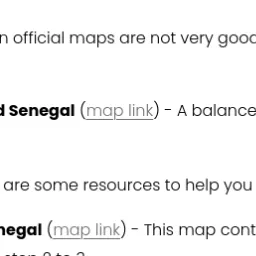 n official maps are not very good
d Senegal (map link) - A balance
are some resources to help you
negal (map link) - This map cont